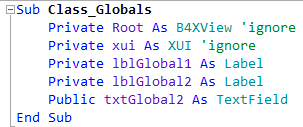 Sub Class_Globals
Private Root As B4XView 'ignore
Private xui As XUI 'ignore
Private lblGlobal1 As Label
Private lblGlobal2 As Label
Public txtGlobal2 As TextField
End Sub